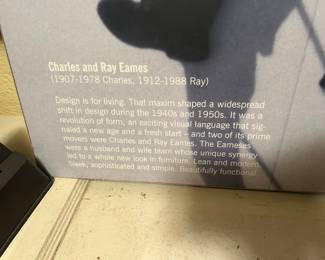 Charles and Ray Eames
(1907-1978 Charles, 1912-1988 Ray)
Design is for living. That maxim shaped a widespread
shift in design during the 1940s and 1950s. It was a
revolution of form, an exciting visual language that sig-
naled a new age and a fresh start – and two of its prime
movers were Charles and Ray Eames. The Eameses
were a husband and wife team whose unique synergy
led to a whole new look in furniture. Lean and modern.
Sleek, sophisticated and simple. Beautifully functional.